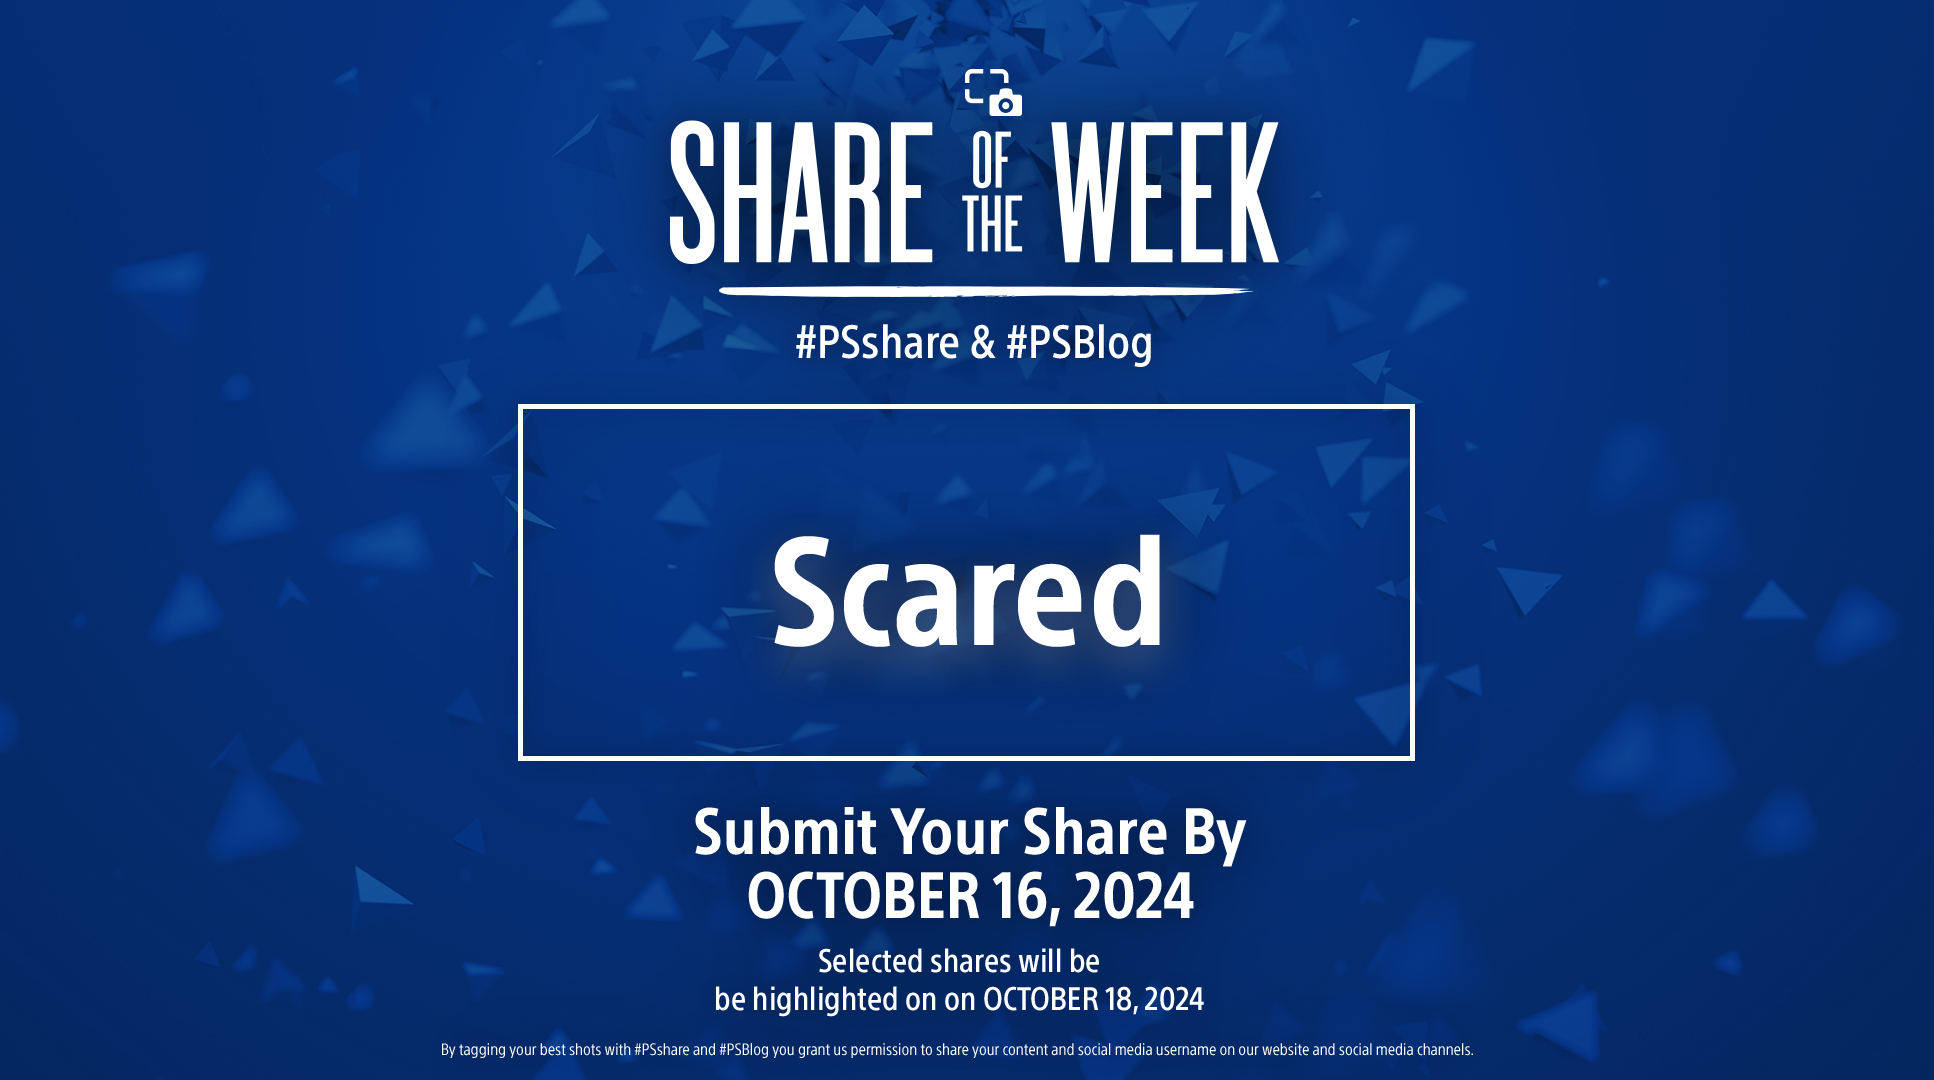 SHARE OF THE WEEK
#PSshare & #PSBlog
Scared
Submit Your Share By
OCTOBER 16, 2024
Selected shares will be
be highlighted on on OCTOBER 18, 2024
By tagging your best shots with #PSshare and #PSBlog you grant us permission to share your content and social media username on our website and social media channels.